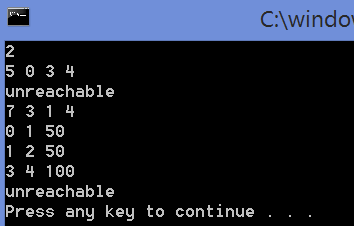 C:\window
2
5 0 3 4
unreachable
7 3 1 4
0 1 50
1 2 50
3 4 100
unreachable
Press any key to continue . . .